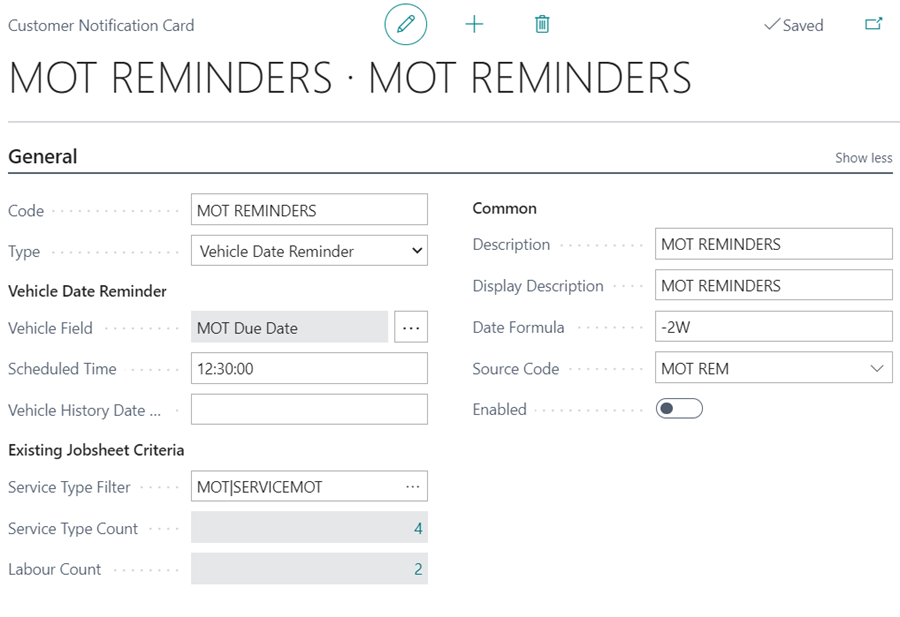 Customer Notification Card
Saved
MOT REMINDERS · MOT REMINDERS
General
Show less
Code
MOT REMINDERS
Type
Vehicle Date Reminder
Vehicle Date Reminder
Vehicle Field
MOT Due Date
...
Scheduled Time
12:30:00
Vehicle History Date ...
Existing Jobsheet Criteria
Service Type Filter
MOT|SERVICEMOT
...
Service Type Count
4
Labour Count
2
Common
Description
MOT REMINDERS
Display Description
MOT REMINDERS
Date Formula
-2W
Source Code
MOT REM
Enabled